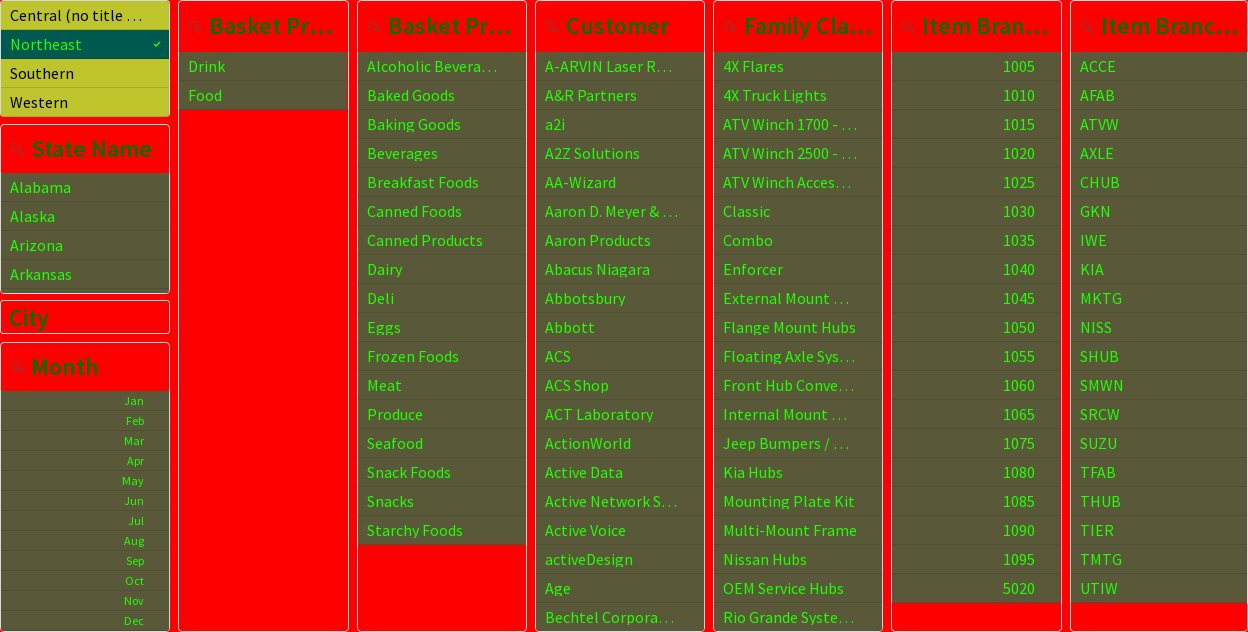 Central (no title …
Northeast
Southern
Western
State Name
Alabama
Alaska
Arizona
Arkansas
City
Month
Jan
Feb
Mar
Apr
May
Jun
Jul
Aug
Sep
Oct
Nov
Dec
Basket Pr…
Drink
Food
Basket Pr…
Alcoholic Bevera…
Baked Goods
Baking Goods
Beverages
Breakfast Foods
Canned Foods
Canned Products
Dairy
Deli
Eggs
Frozen Foods
Meat
Produce
Seafood
Snack Foods
Snacks
Starchy Foods
Customer
A-ARVIN Laser R…
A&R Partners
a2i
A2Z Solutions
AA-Wizard
Aaron D. Meyer & …
Aaron Products
Abacus Niagara
Abbotsbury
Abbott
ACS
ACS Shop
ACT Laboratory
ActionWorld
Active Data
Active Network S…
Active Voice
activeDesign
Age
Bechtel Corpora…
Family Cla…
4X Flares
4X Truck Lights
ATV Winch 1700 - …
ATV Winch 2500 - …
ATV Winch Acces…
Classic
Combo
Enforcer
External Mount …
Flange Mount Hubs
Floating Axle Sys…
Front Hub Conve…
Internal Mount …
Jeep Bumpers / …
Kia Hubs
Mounting Plate Kit
Multi-Mount Frame
Nissan Hubs
OEM Service Hubs
Rio Grande Syste…
Item Bran…
1005
1010
1015
1020
1025
1030
1035
1040
1045
1050
1055
1060
1065
1075
1080
1085
1090
1095
5020
Item Branc…
ACCE
AFAB
ATVW
AXLE
CHUB
GKN
IWE
KIA
MKTG
NISS
SHUB
SMWN
SRCW
SUZU
TFAB
THUB
TIER
TMTG
UTIW